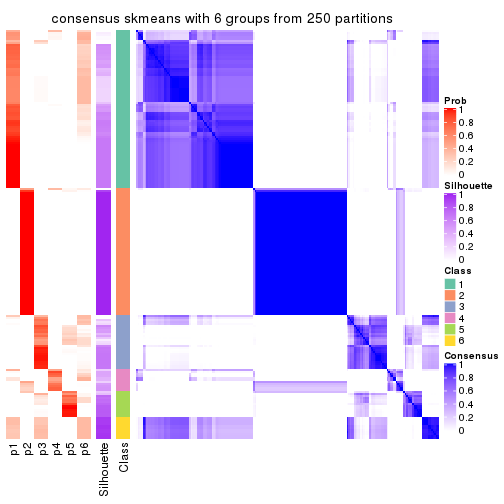 consensus skmeans with 6 groups from 250 partitions
Prob
1
0.8
0.6
0.4
0.2
0
Silhouette
1
0.8
0.6
0.4
0.2
0
Class
1
2
3
4
5
6
Consensus
1
0.8
0.6
0.4
0.2
0
p1
p2
p3
p4
p5
p6
Silhouette
Class